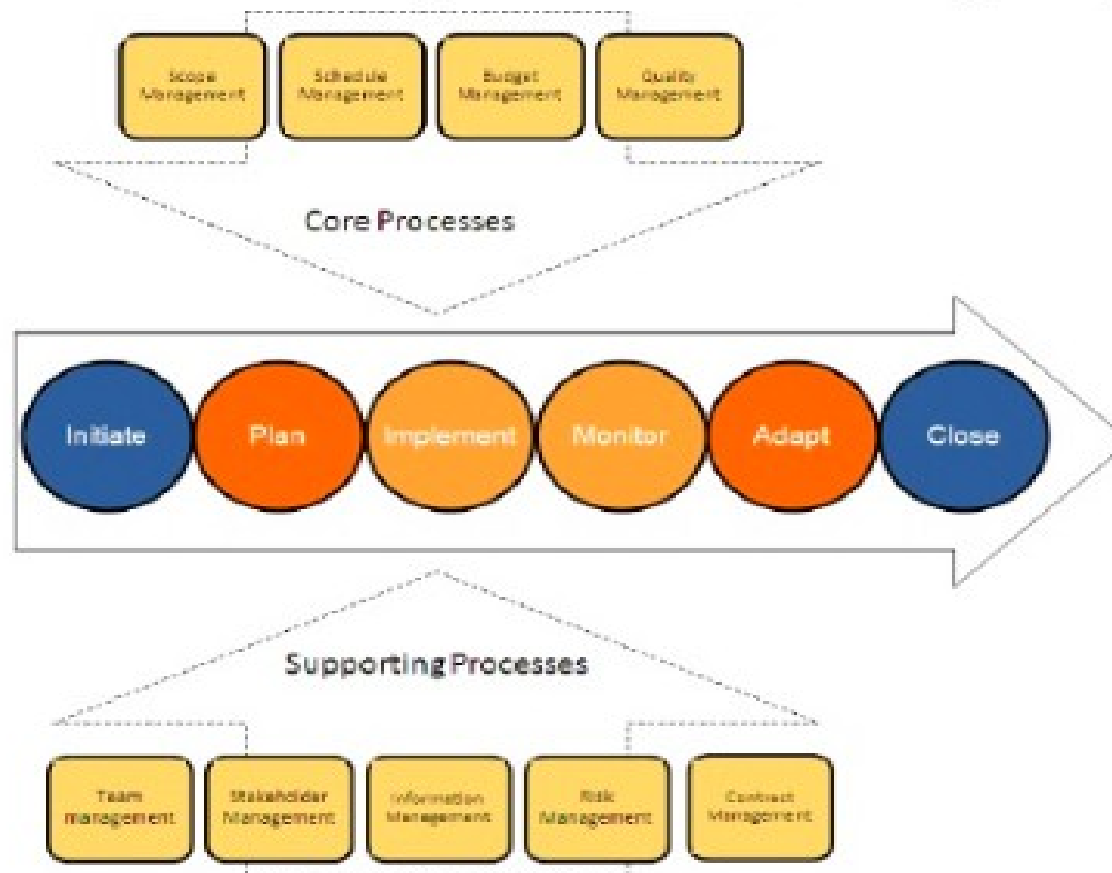 Scope
Management
Schedule
Management
Budget
Management
Quality
Management
Core Processes
Initiate
Plan
Implement
Monitor
Adapt
Close
Supporting Processes
Team
management
Stakeholder
Management
Information
Management
Risk
Management
Contract
Management